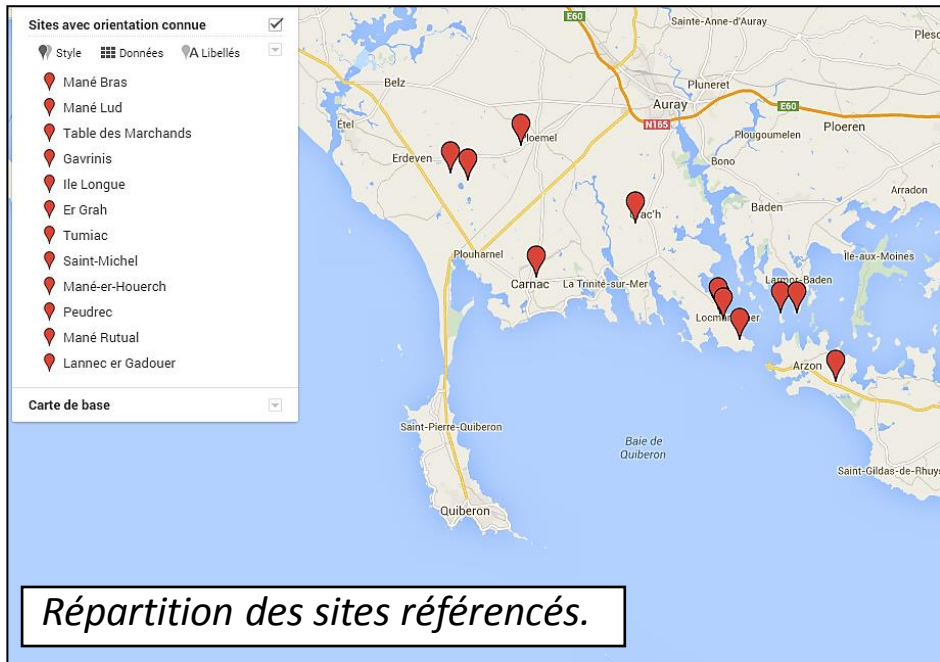 Sites avec orientation connue
Style Données A Libellés
Mané Bras
Mané Lud
Table des Marchands
Gavrinis
Ile Longue
Er Grah
Tumiac
Saint-Michel
Mané-er-Houerch
Peudrec
Mané Rutual
Lannec er Gadouer
Carte de base
E60
Sainte-Anne-d'Auray
Plesc
Belz
Pluneret
Auray
E60
Étel
N165
Ploeren
Ploemel
Plougoumelen
Erdeven
Bono
Arradon
Baden
Crac'h
Plouharnel
Île-aux-Moines
Carnac
La Trinité-sur-Mer
Larmor-Baden
Arzon
Saint-Pierre-Quiberon
Baie de
Quiberon
Saint-Gildas-de-Rhuys
Quiberon
Répartition des sites référencés.